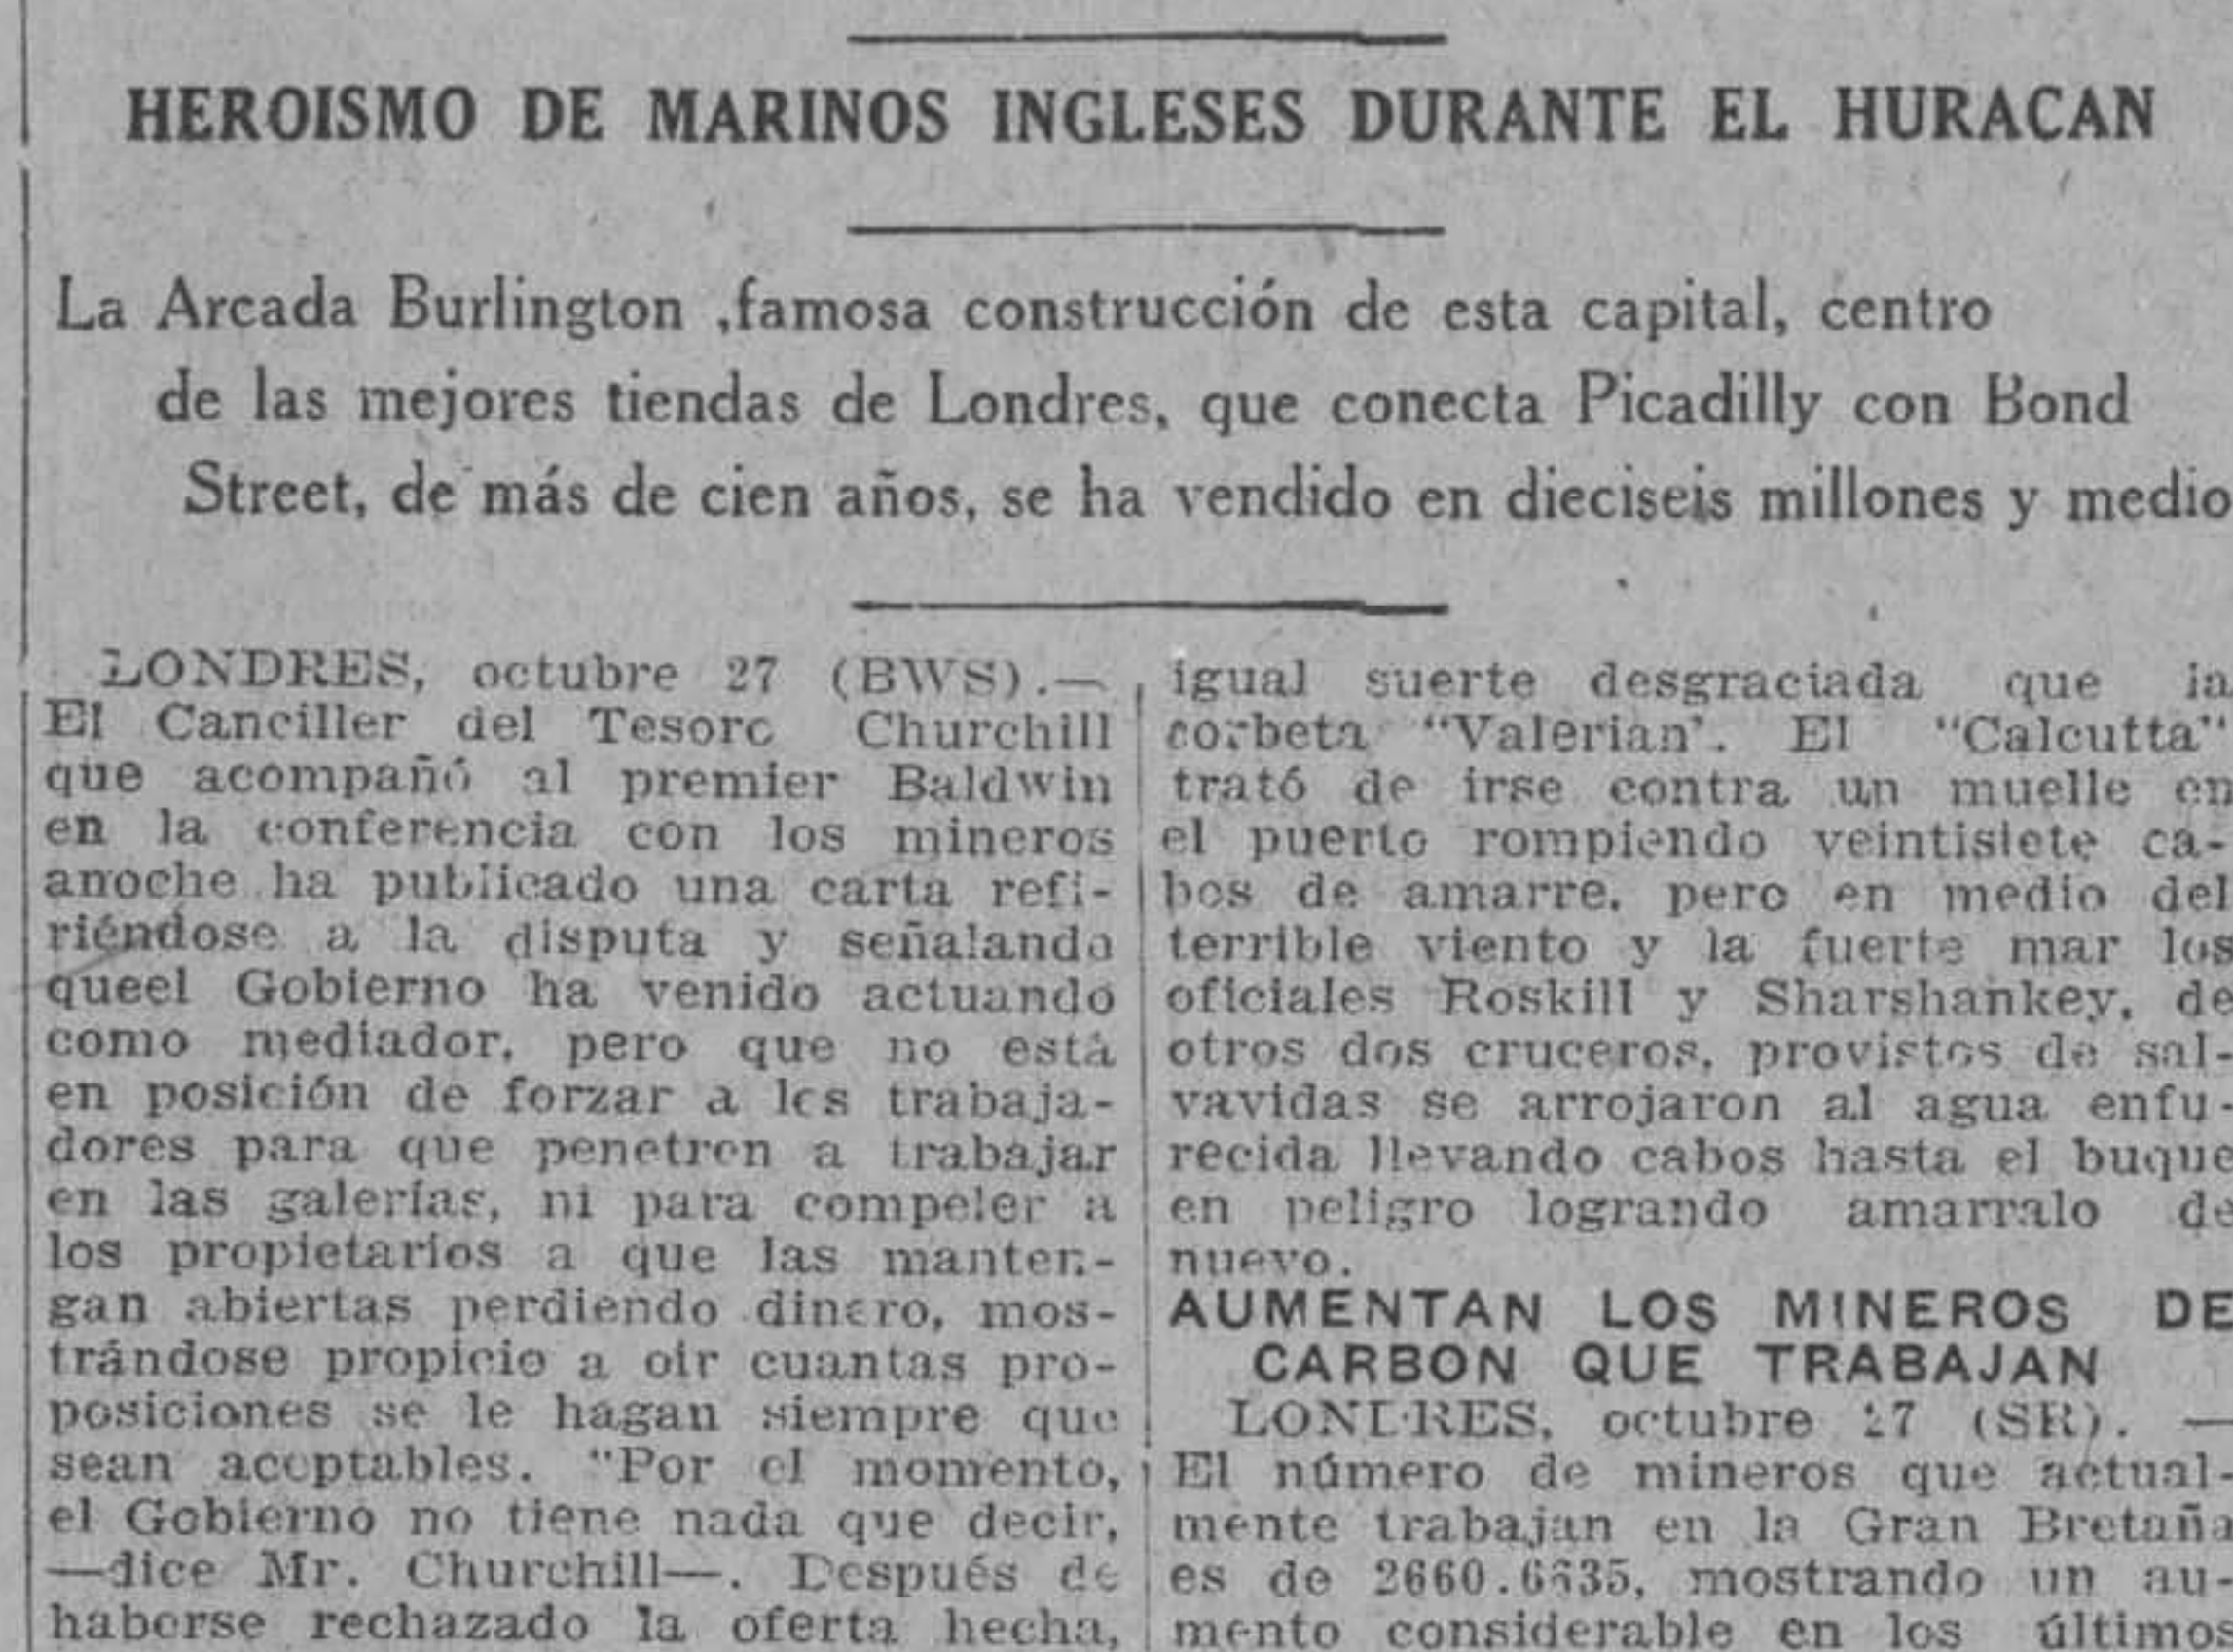 HEROISMO DE MARINOS INGLESES DURANTE EL HURACAN
La Arcada Burlington ,famosa construcción de esta capital, centro
de las mejores tiendas de Londres, que conecta Picadilly con Bond
Street, de más de cien años, se ha vendido en dieciseis millones y medio
LONDRES, octubre 27 (BWS).—
El Canciller del Tesoro Churchill
que acompañó al premier Baldwin
en la conferencia con los mineros
anoche ha publicado una carta refi-
riéndose a la disputa y señalando
queel Gobierno ha venido actuando
como mediador, pero que no está
en posición de forzar a los trabaja-
dores para que penetren a trabajar
en las galerías, ni para compeler a
los propietarios a que las manten-
gan abiertas perdiendo dinero, mos-
trándose propicio a oir cuantas pro-
posiciones se le hagan siempre que
sean aceptables. "Por el momento,
el Gobierno no tiene nada que decir,
—dice Mr. Churchill—. Después de
haberse rechazado la oferta hecha,
igual suerte desgraciada que la
corbeta "Valerian'. El "Calcutta"
trató de irse contra un muelle en
el puerto rompiendo veintisiete ca-
bos de amarre, pero en medio del
terrible viento y la fuerte mar los
oficiales Roskill y Sharshankey, de
otros dos cruceros, provistos de sal-
vavidas se arrojaron al agua enfu-
recida llevando cabos hasta el buque
en peligro logrando amarralo de
nuevo.
AUMENTAN LOS MINEROS DE
CARBON QUE TRABAJAN
LONDRES, octubre 27 (SR). —
El número de mineros que actual-
mente trabajan en la Gran Bretaña
es de mostrando un au-
mento considerable en los últimos